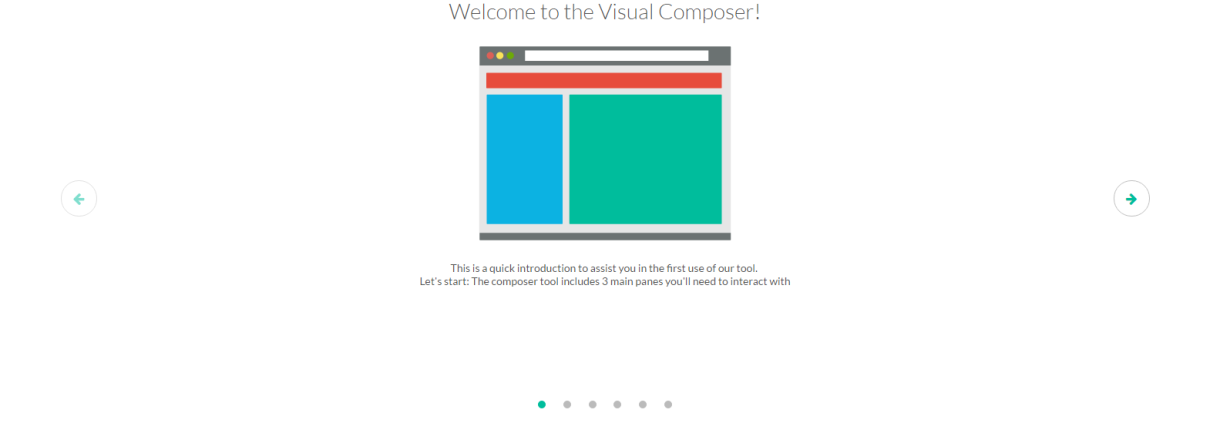 Welcome to the Visual Composer!
This is a quick introduction to assist you in the first use of our tool.
Let's start: The composer tool includes 3 main panes you'll need to interact with